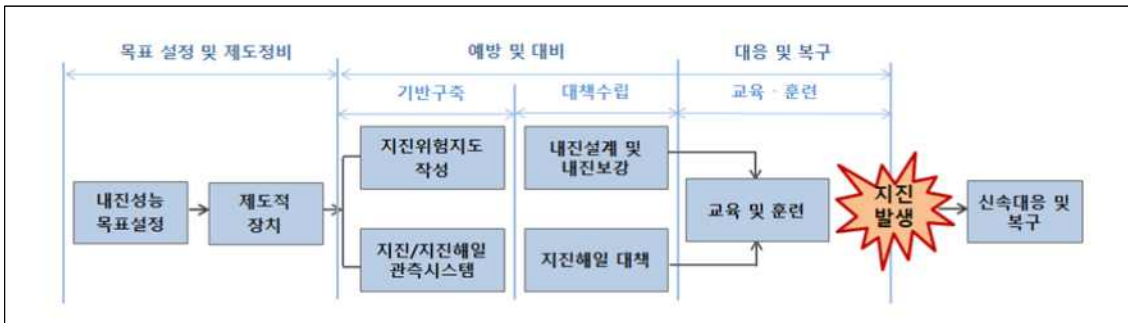 목표 설정 및 제도정비
예방 및 대비
대응 및 복구
기반구축
대책수립
교육 · 훈련
내진성능
목표설정
제도적
장치
지진위험지도
작성
지진/지진해일
관측시스템
내진설계 및
내진보강
지진해일 대책
교육 및 훈련
지진
발생
신속대응 및
복구